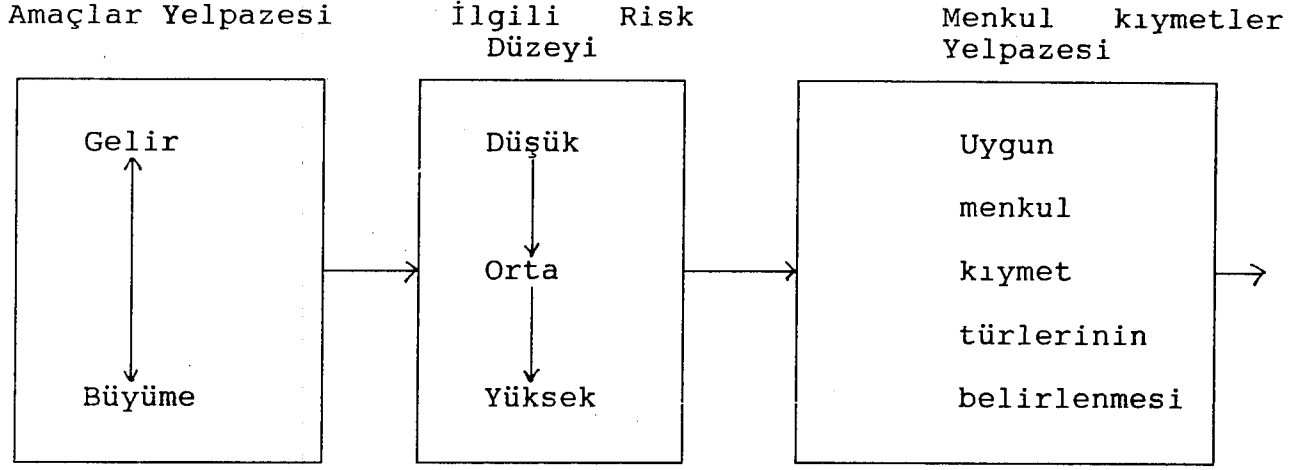 Amaçlar Yelpazesi
Gelir
Büyüme
İlgili Risk
Düzeyi
Düşük
Orta
Yüksek
Menkul kıymetler
Yelpazesi
Uygun
menkul
kıymet
türlerinin
belirlenmesi